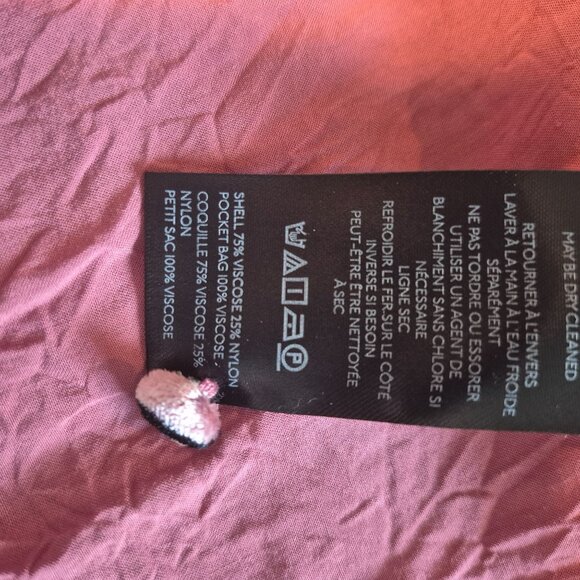 MAY BE DRY CLEANED
RETOURNER À L'ENVERS
LAVER À LA MAIN À L'EAU FROIDE
SÉPARÉMENT
NE PAS TORDRE OU ESSORER
UTILISER UN AGENT DE
BLANCHIMENT SANS CHLORE SI
NÉCESSAIRE
LIGNE SEC
REFROIDIR LE FER SUR LE CÔTÉ
INVERSE SI BESOIN
PEUT-ÊTRE ÊTRE NETTOYÉE
À SEC
P
SHELL 75% VISCOSE 25% NYLON
POCKET BAG 100% VISCOSE
COQUILLE 75% VISCOSE 25%
NYLON
PETIT SAC 100% VISCOSE